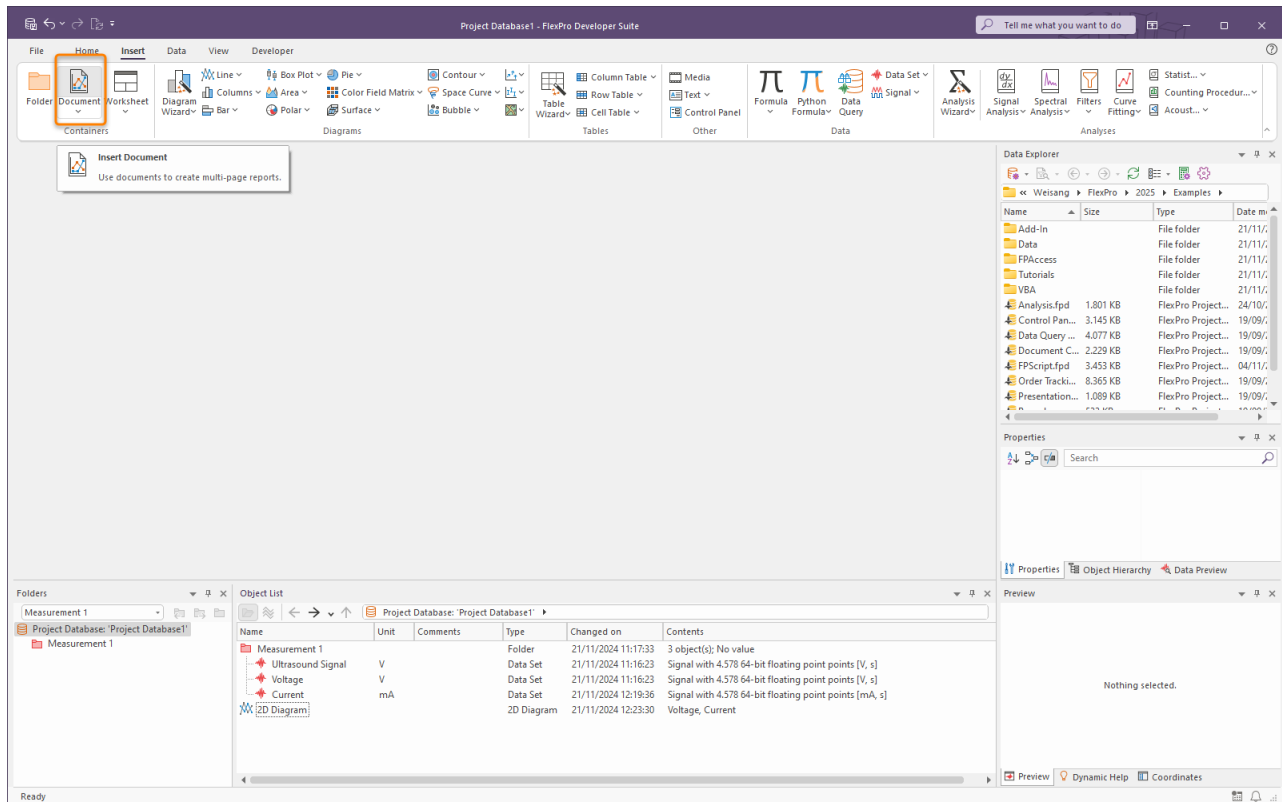 Project Database1 - FlexPro Developer Suite
Tell me what you want to do
File Home Insert Data View Developer
Folder Document Worksheet
Containers
Diagram Wizard
Line Box Plot Pie Contour
Columns Area Color Field Matrix Space Curve
Bar Polar Surface Bubble
Diagrams
Table Wizard
Column Table
Row Table
Cell Table
Tables
Media
Text
Control Panel
Other
Formula Python Formula Data Query
Data Set
Signal
Data
Analysis Wizard
Signal Analysis Spectral Analysis Filters Curve Fitting
Statist...
Counting Procedur...
Acoust...
Analyses
Insert Document
Use documents to create multi-page reports.
Data Explorer
« Weisang FlexPro 2025 Examples
Name Size Type Date
Add-In File folder 21/11/
Data File folder 21/11/
FPAccess File folder 21/11/
Tutorials File folder 21/11/
VBA File folder 21/11/
Analysis.fpd 1.801 KB FlexPro Project... 24/10/
Control Pan... 3.145 KB FlexPro Project... 19/09/
Data Query ... 4.077 KB FlexPro Project... 19/09/
Document C... 2.229 KB FlexPro Project... 19/09/
FPScript.fpd 3.453 KB FlexPro Project... 04/11/
Order Tracki... 8.365 KB FlexPro Project... 19/09/
Presentation... 1.089 KB FlexPro Project... 19/09/
Properties
Search
Properties Object Hierarchy Data Preview
Folders
Measurement 1
Project Database: 'Project Database1'
Measurement 1
Object List
Project Database: 'Project Database1'
Name Unit Comments Type Changed on Contents
Measurement 1 Folder 21/11/2024 11:17:33 3 object(s); No value
Ultrasound Signal V Data Set 21/11/2024 11:16:23 Signal with 4.578 64-bit floating point points [V, s]
Voltage V Data Set 21/11/2024 11:16:23 Signal with 4.578 64-bit floating point points [V, s]
Current mA Data Set 21/11/2024 12:19:36 Signal with 4.578 64-bit floating point points [mA, s]
2D Diagram 2D Diagram 21/11/2024 12:23:30 Voltage, Current
Preview
Nothing selected.
Preview Dynamic Help Coordinates
Ready